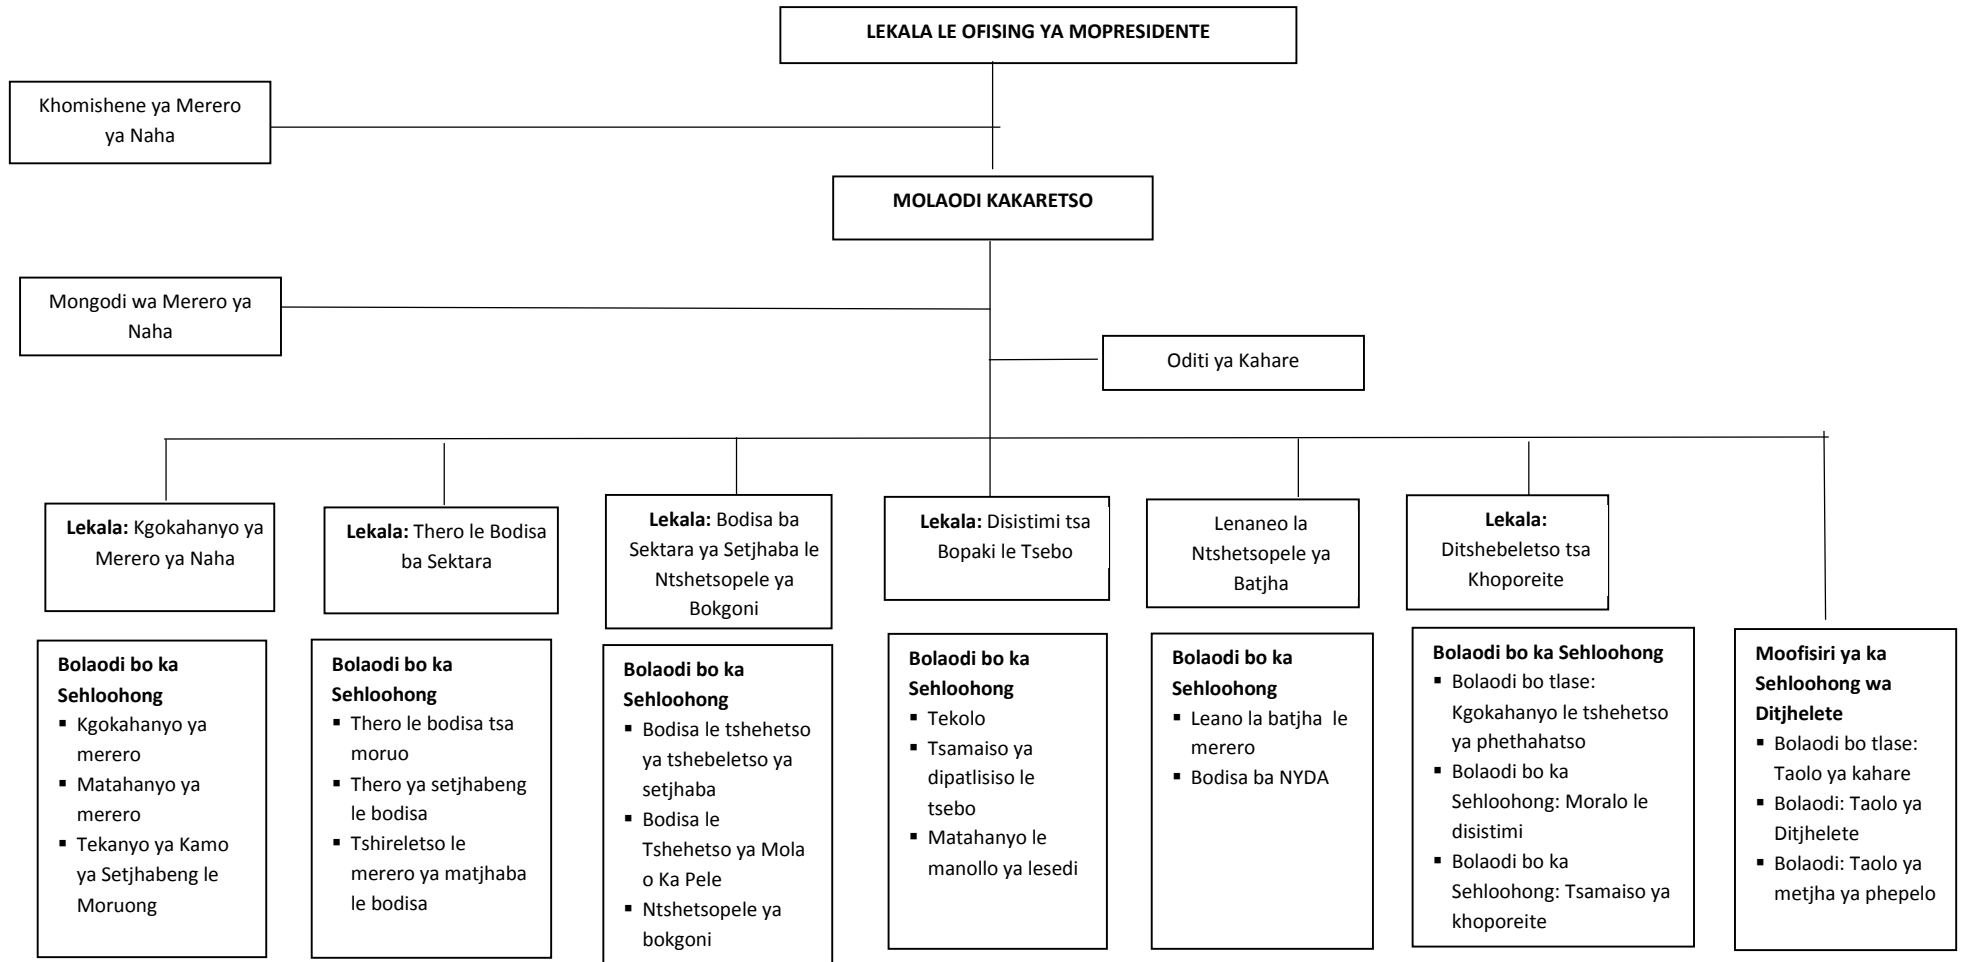 LEKALA LE OFISING YA MOPRESIDENTE
Khomishene ya Merero
ya Naha
MOLAODI KAKARETSO
Mongodi wa Merero ya
Naha
Oditi ya Kahare
Lekala: Kgokahanyo ya
Merero ya Naha
Lekala: Thero le Bodisa
ba Sektara
Lekala: Bodisa ba
Sektara ya Setjhaba le
Ntshetsopele ya
Bokgoni
Lekala: Disistimi tsa
Bopaki le Tsebo
Lenaneo la
Ntshetsopele ya
Batjha
Lekala:
Ditshebeletso tsa
Khoporeite
Bolaodi bo ka
Sehloohong
▪ Kgokahanyo ya
merero
▪ Matahanyo ya
merero
▪ Tekanyo ya Kamo
ya Setjhabeng le
Moruong
Bolaodi bo ka
Sehloohong
▪ Thero le bodisa tsa
moruo
▪ Thero ya setjhabeng
le bodisa
▪ Tshireletso le
merero ya matjhaba
le bodisa
Bolaodi bo ka
Sehloohong
▪ Bodisa le tshehetso
ya tshebeletso ya
setjhaba
▪ Bodisa le
Tshehetso ya Mola
o Ka Pele
▪ Ntshetsopele ya
bokgoni
Bolaodi bo ka
Sehloohong
▪ Tekolo
▪ Tsamaiso ya
dipatlisiso le
tsebo
▪ Matahanyo le
manollo ya lesedi
Bolaodi bo ka
Sehloohong
▪ Leano la batjha le
merero
▪ Bodisa ba NYDA
Bolaodi bo ka Sehloohong
▪ Bolaodi bo tlase:
Kgokahanyo le tshehetso
ya phethahatso
▪ Bolaodi bo ka
Sehloohong: Moralo le
disistimi
▪ Bolaodi bo ka
Sehloohong: Tsamaiso ya
khoporeite
Moofisiri ya ka
Sehloohong wa
Ditjhelete
▪ Bolaodi bo tlase:
Taolo ya kahare
▪ Bolaodi: Taolo ya
Ditjhelete
▪ Bolaodi: Taolo ya
metjha ya phepelo